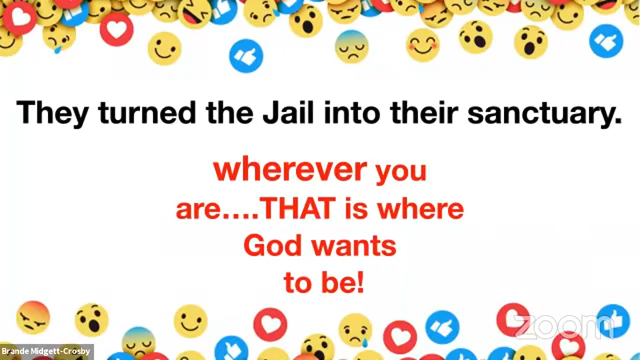 They turned the Jail into their sanctuary.
wherever you
are....THAT is where
God wants
to be!
zoom
Brande Midgett-Crosby